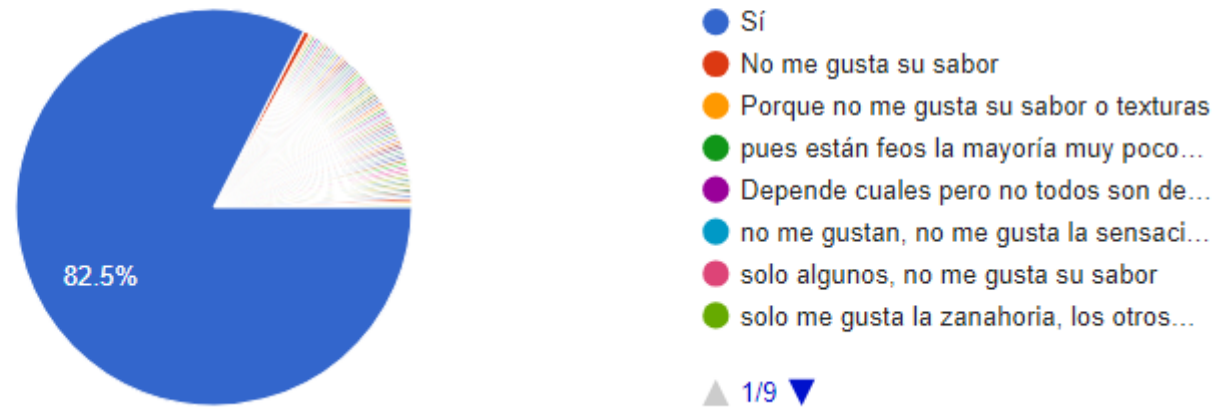 82.5%
Sí
No me gusta su sabor
Porque no me gusta su sabor o texturas
pues están feos la mayoría muy poco...
Depende cuales pero no todos son de...
no me gustan, no me gusta la sensaci...
solo algunos, no me gusta su sabor
solo me gusta la zanahoria, los otros...
1/9